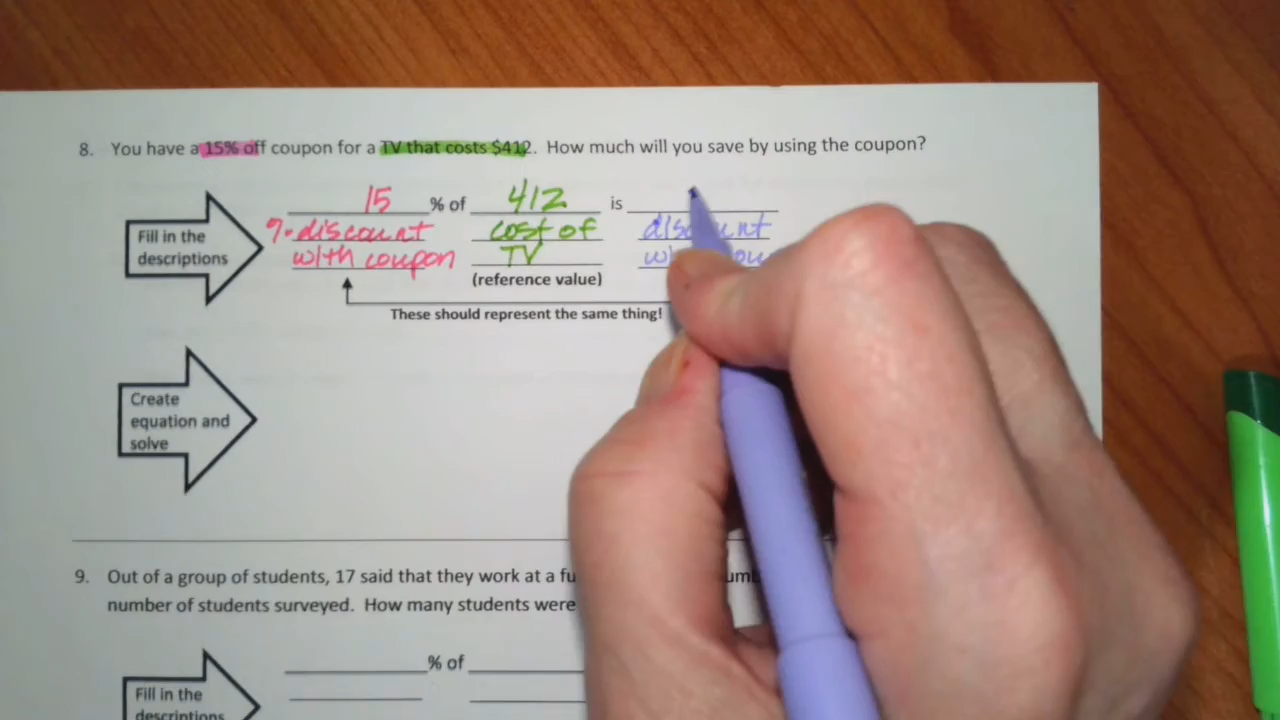 8. You have a 15% off coupon for a TV that costs $412. How much will you save by using the coupon?
15 % of 412 is
Fill in the
descriptions
%-discount cost of discount
with coupon TV
(reference value)
These should represent the same thing!
Create
equation and
solve
9. Out of a group of students, 17 said that they work at a
number of students surveyed. How many students were
% of
Fill in the
descriptions